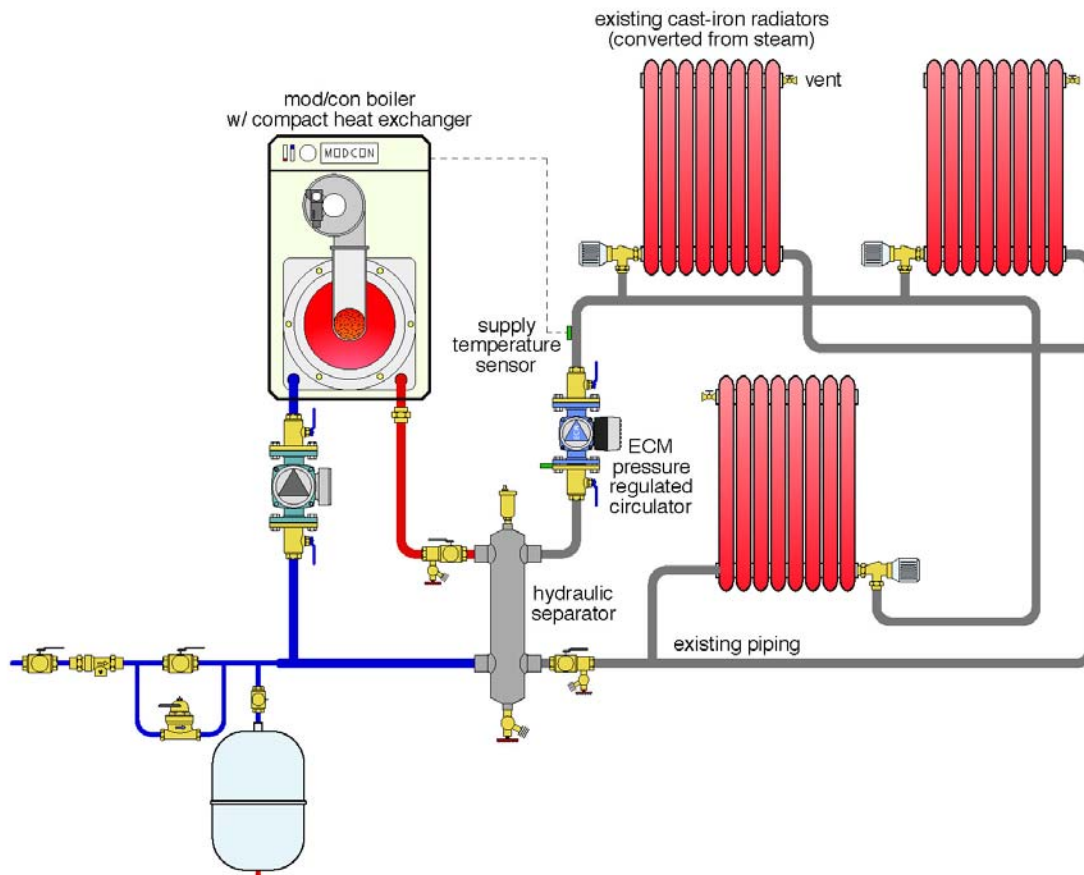 existing cast-iron radiators
(converted from steam)
vent
mod/con boiler
w/ compact heat exchanger
MODCON
supply
temperature
sensor
ECM
pressure
regulated
circulator
hydraulic
separator
existing piping